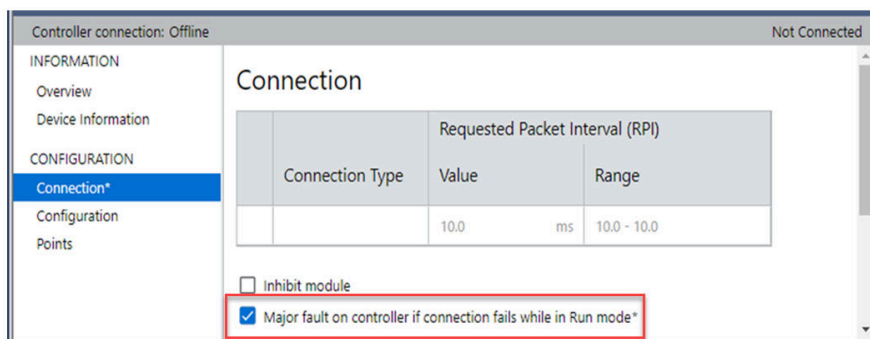 Controller connection: Offline
Not Connected
INFORMATION
Overview
Device Information
CONFIGURATION
Connection*
Configuration
Points
Connection
Requested Packet Interval (RPI)
Connection Type Value Range
10.0 ms 10.0 - 10.0
Inhibit module
Major fault on controller if connection fails while in Run mode*